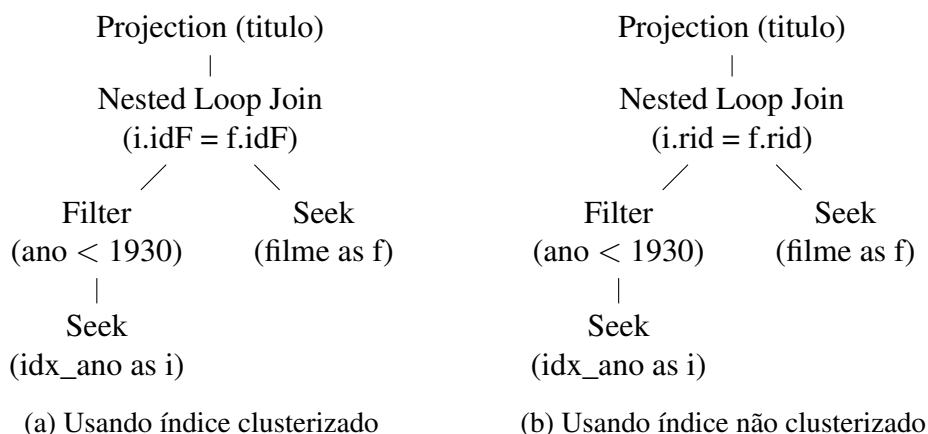 Projection (titulo)
Nested Loop Join
(i.idF = f.idF)
Filter
(ano < 1930)
Seek
(filme as f)
Seek
(idx_ano as i)
(a) Usando índice clusterizado
Projection (titulo)
Nested Loop Join
(i.rid = f.rid)
Filter
(ano < 1930)
Seek
(filme as f)
Seek
(idx_ano as i)
(b) Usando índice não clusterizado